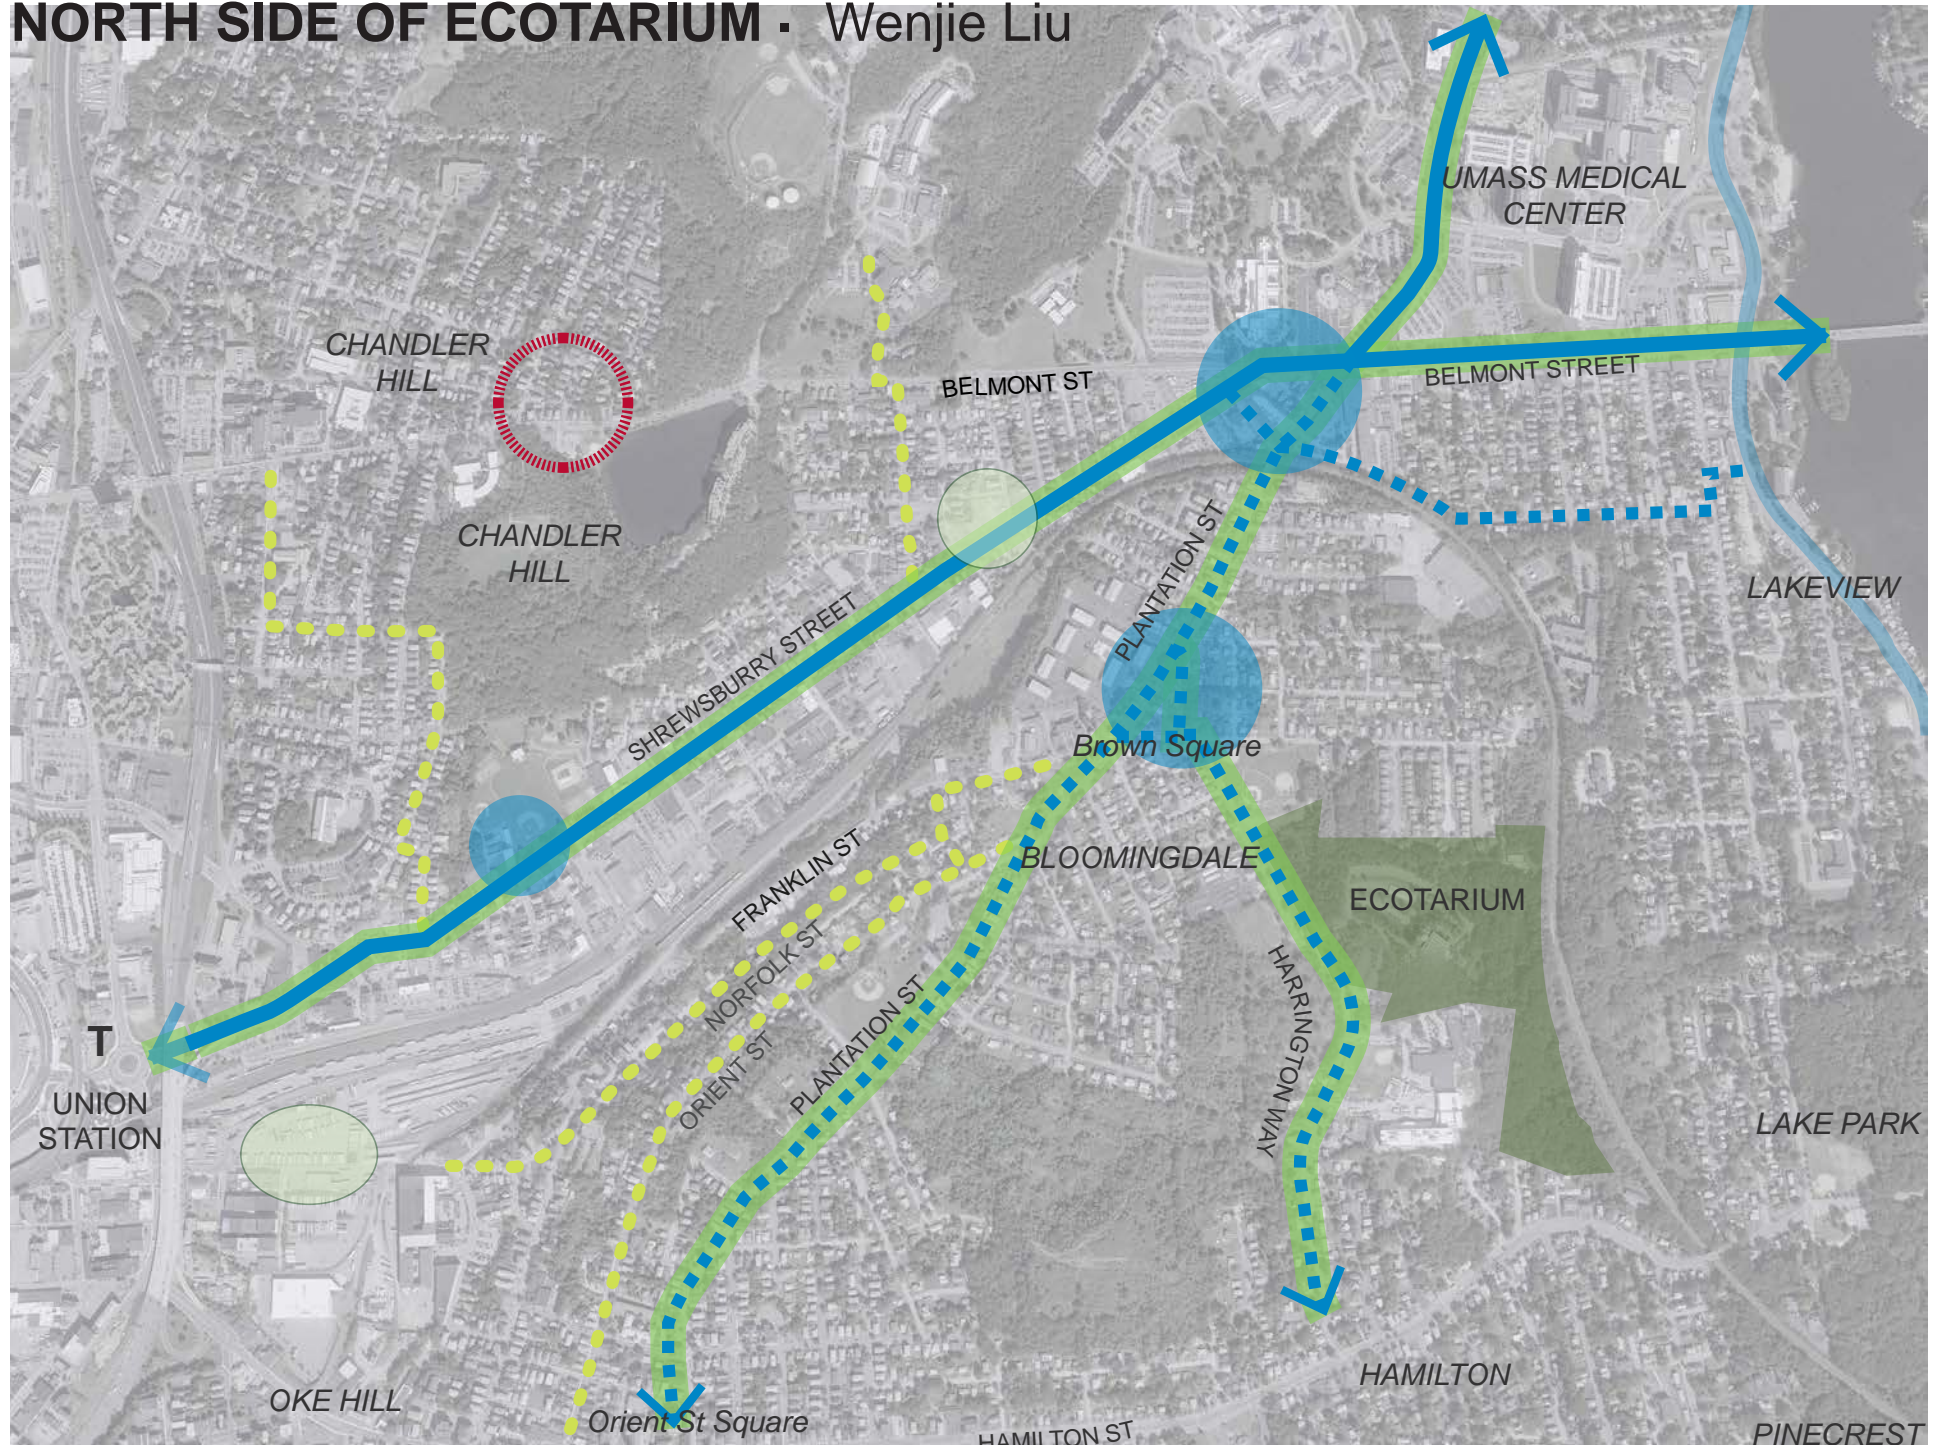 NORTH SIDE OF ECOTARIUM · Wenjie Liu
UMASS MEDICAL
CENTER
CHANDLER
HILL
BELMONT ST
BELMONT STREET
CHANDLER
HILL
PLANTATION ST
LAKEVIEW
SHREWSBURRY STREET
Brown Square
FRANKLIN ST
BLOOMINGDALE
ECOTARIUM
NORFOLK ST
ORIENT ST
PLANTATION ST
HARRINGTON WAY
T
UNION
STATION
LAKE PARK
OKE HILL
Orient St Square
HAMILTON
HAMILTON ST
PINECREST